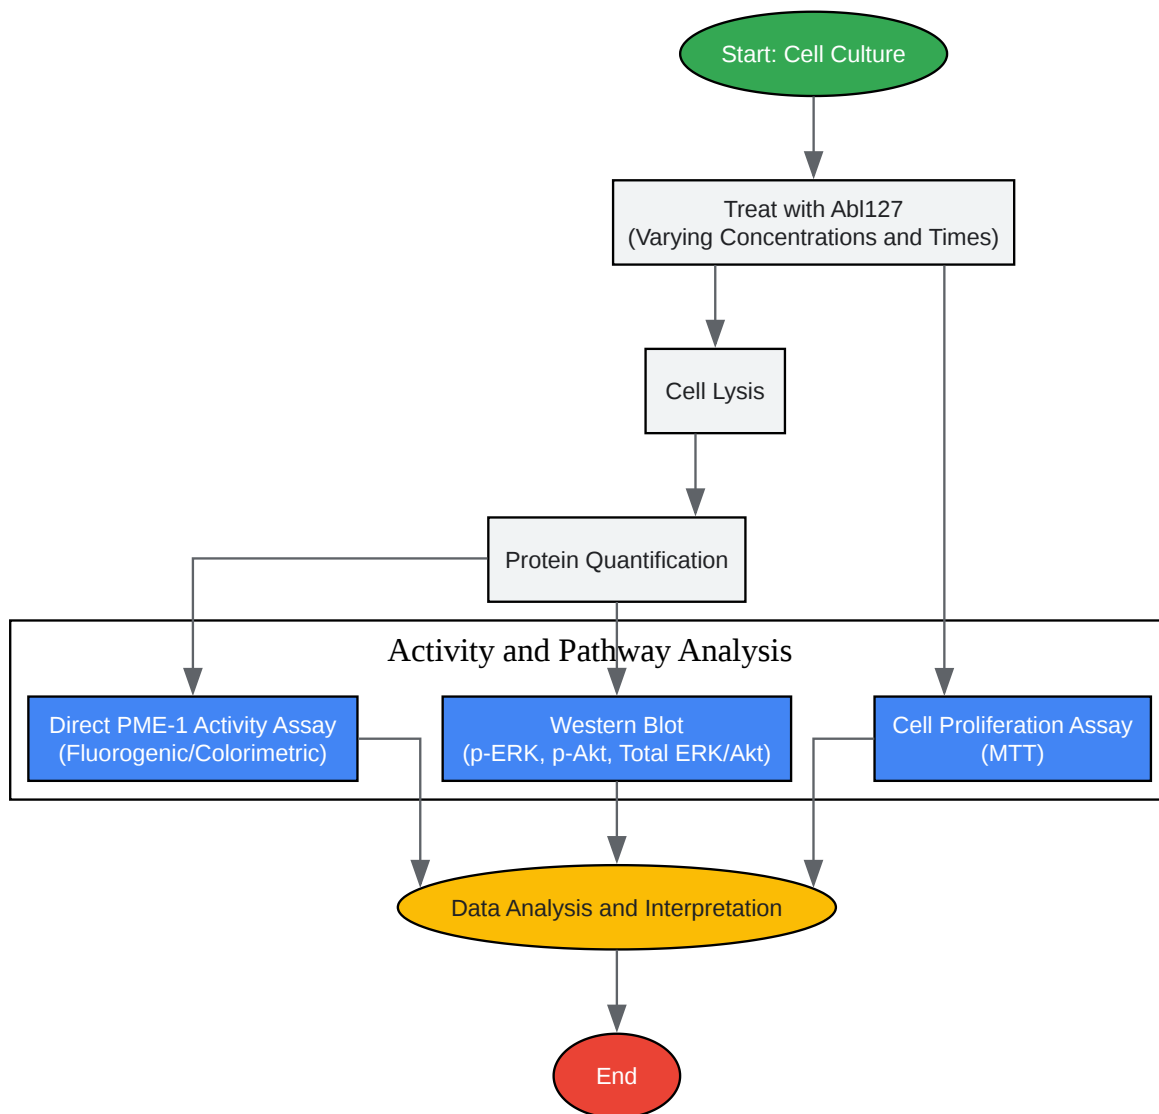 Start: Cell Culture
Treat with Abl127
(Varying Concentrations and Times)
Cell Lysis
Protein Quantification
Activity and Pathway Analysis
Direct PME-1 Activity Assay
(Fluorogenic/Colorimetric)
Western Blot
(p-ERK, p-Akt, Total ERK/Akt)
Cell Proliferation Assay
(MTT)
Data Analysis and Interpretation
End